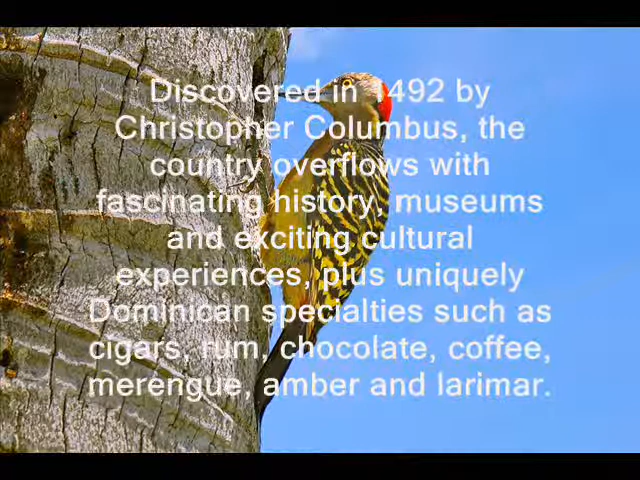 Discovered in 1492 by
Christopher Columbus, the
country overflows with
fascinating history, museums
and exciting cultural
experiences, plus uniquely
Dominican specialties such as
cigars, rum, chocolate, coffee,
merengue, amber and larimar.